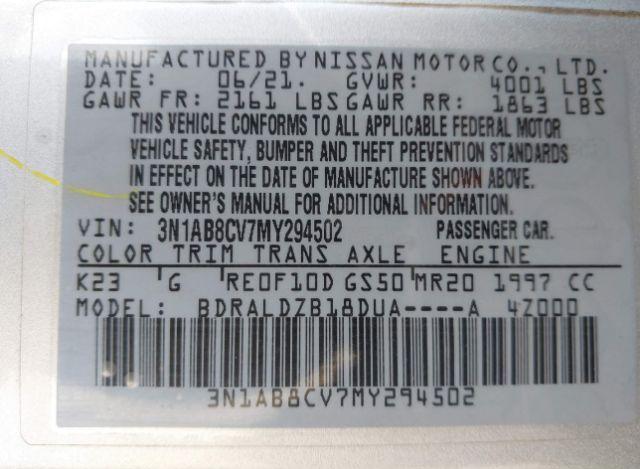 MANUFACTURED BY NISSAN MOTOR CO., LTD.
DATE: 06/21. GVWR: 4001 LBS
GAWR FR: 2161 LBS GAWR RR: 1863 LBS
THIS VEHICLE CONFORMS TO ALL APPLICABLE FEDERAL MOTOR
VEHICLE SAFETY, BUMPER AND THEFT PREVENTION STANDARDS
IN EFFECT ON THE DATE OF MANUFACTURE SHOWN ABOVE.
SEE OWNER'S MANUAL FOR ADDITIONAL INFORMATION.
VIN: 3N1AB8CV7MY294502 PASSENGER CAR.
COLOR TRIM TRANS AXLE ENGINE
K23 G RE0F10D GS50 MR20 1997 CC
MODEL: BDRALDZB18DUA----A 4Z000
3N1AB8CV7MY294502